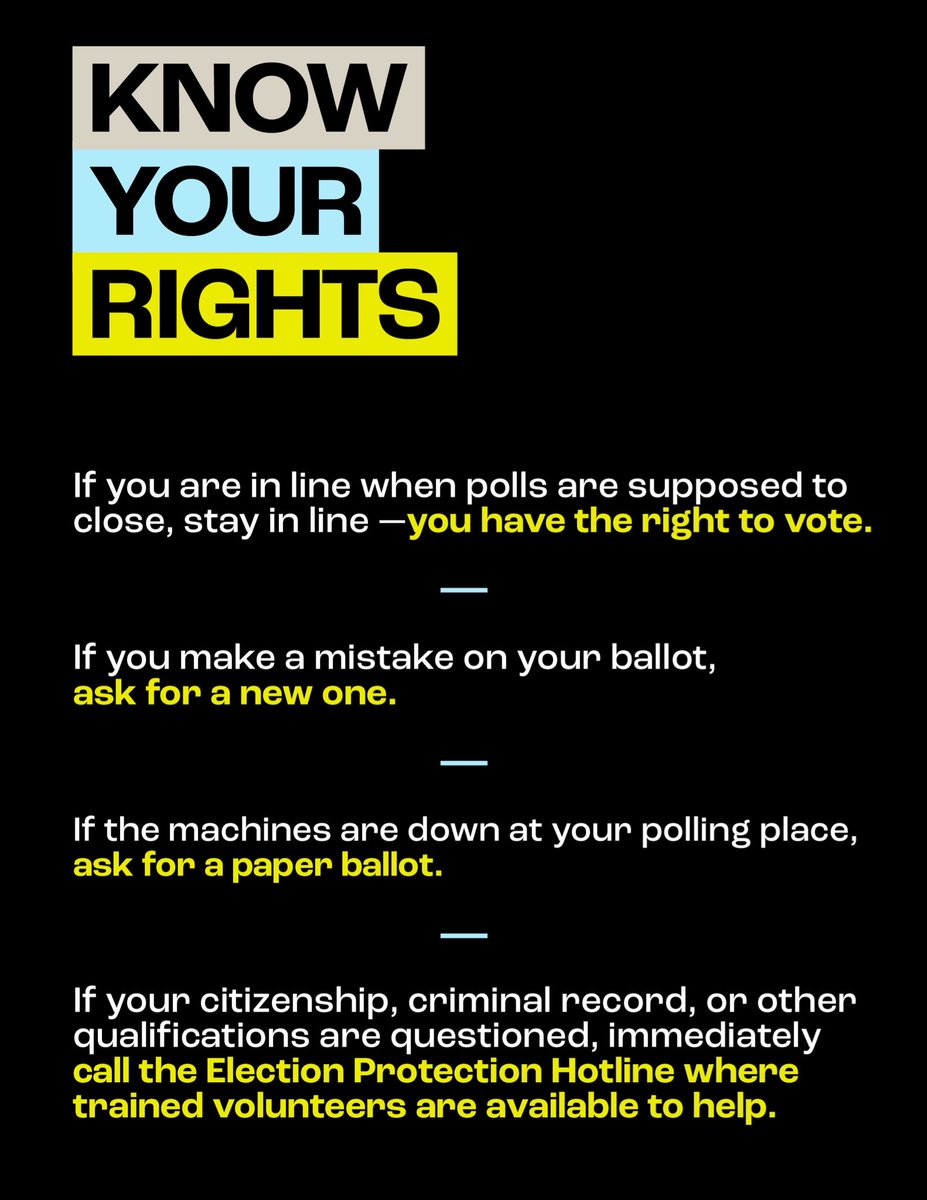 KNOW
YOUR
RIGHTS
If you are in line when polls are supposed to
close, stay in line —you have the right to vote.
If you make a mistake on your ballot,
ask for a new one.
If the machines are down at your polling place,
ask for a paper ballot.
If your citizenship, criminal record, or other
qualifications are questioned, immediately
call the Election Protection Hotline where
trained volunteers are available to help.